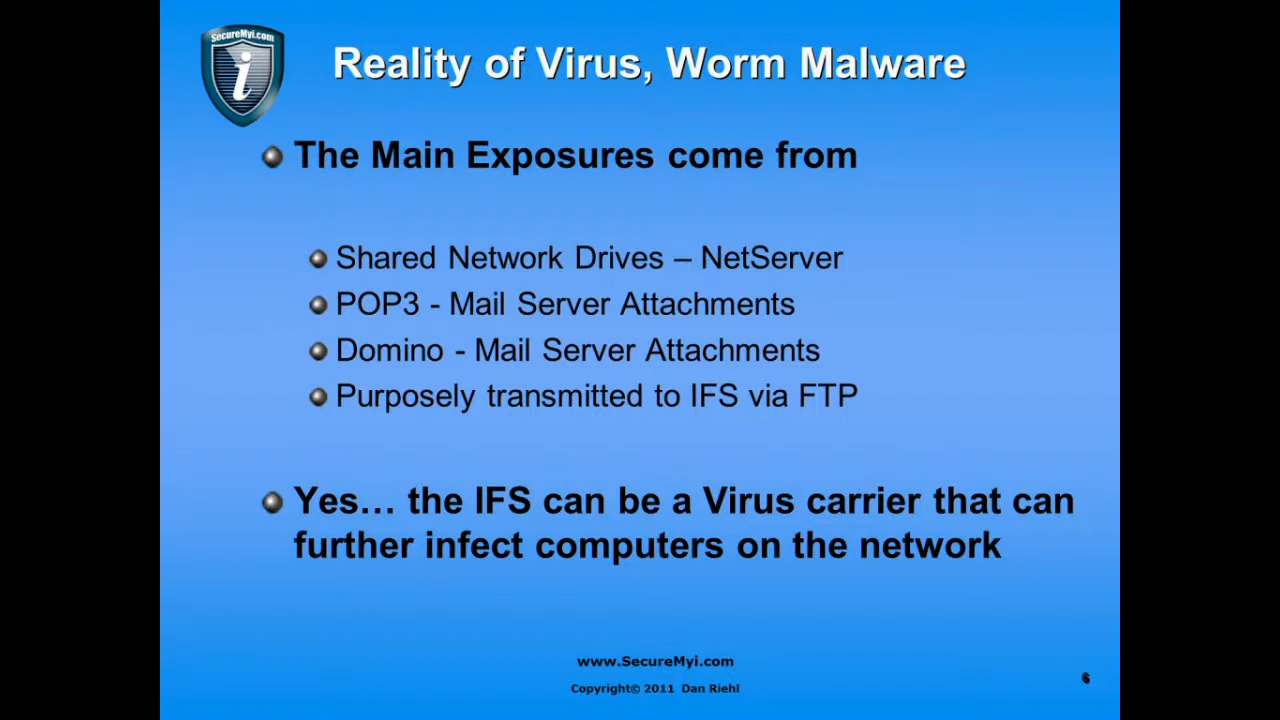 SecureMyi.com
i
Reality of Virus, Worm Malware
The Main Exposures come from
Shared Network Drives – NetServer
POP3 - Mail Server Attachments
Domino - Mail Server Attachments
Purposely transmitted to IFS via FTP
Yes… the IFS can be a Virus carrier that can
further infect computers on the network
www.SecureMyi.com
Copyright© 2011 Dan Riehl
6